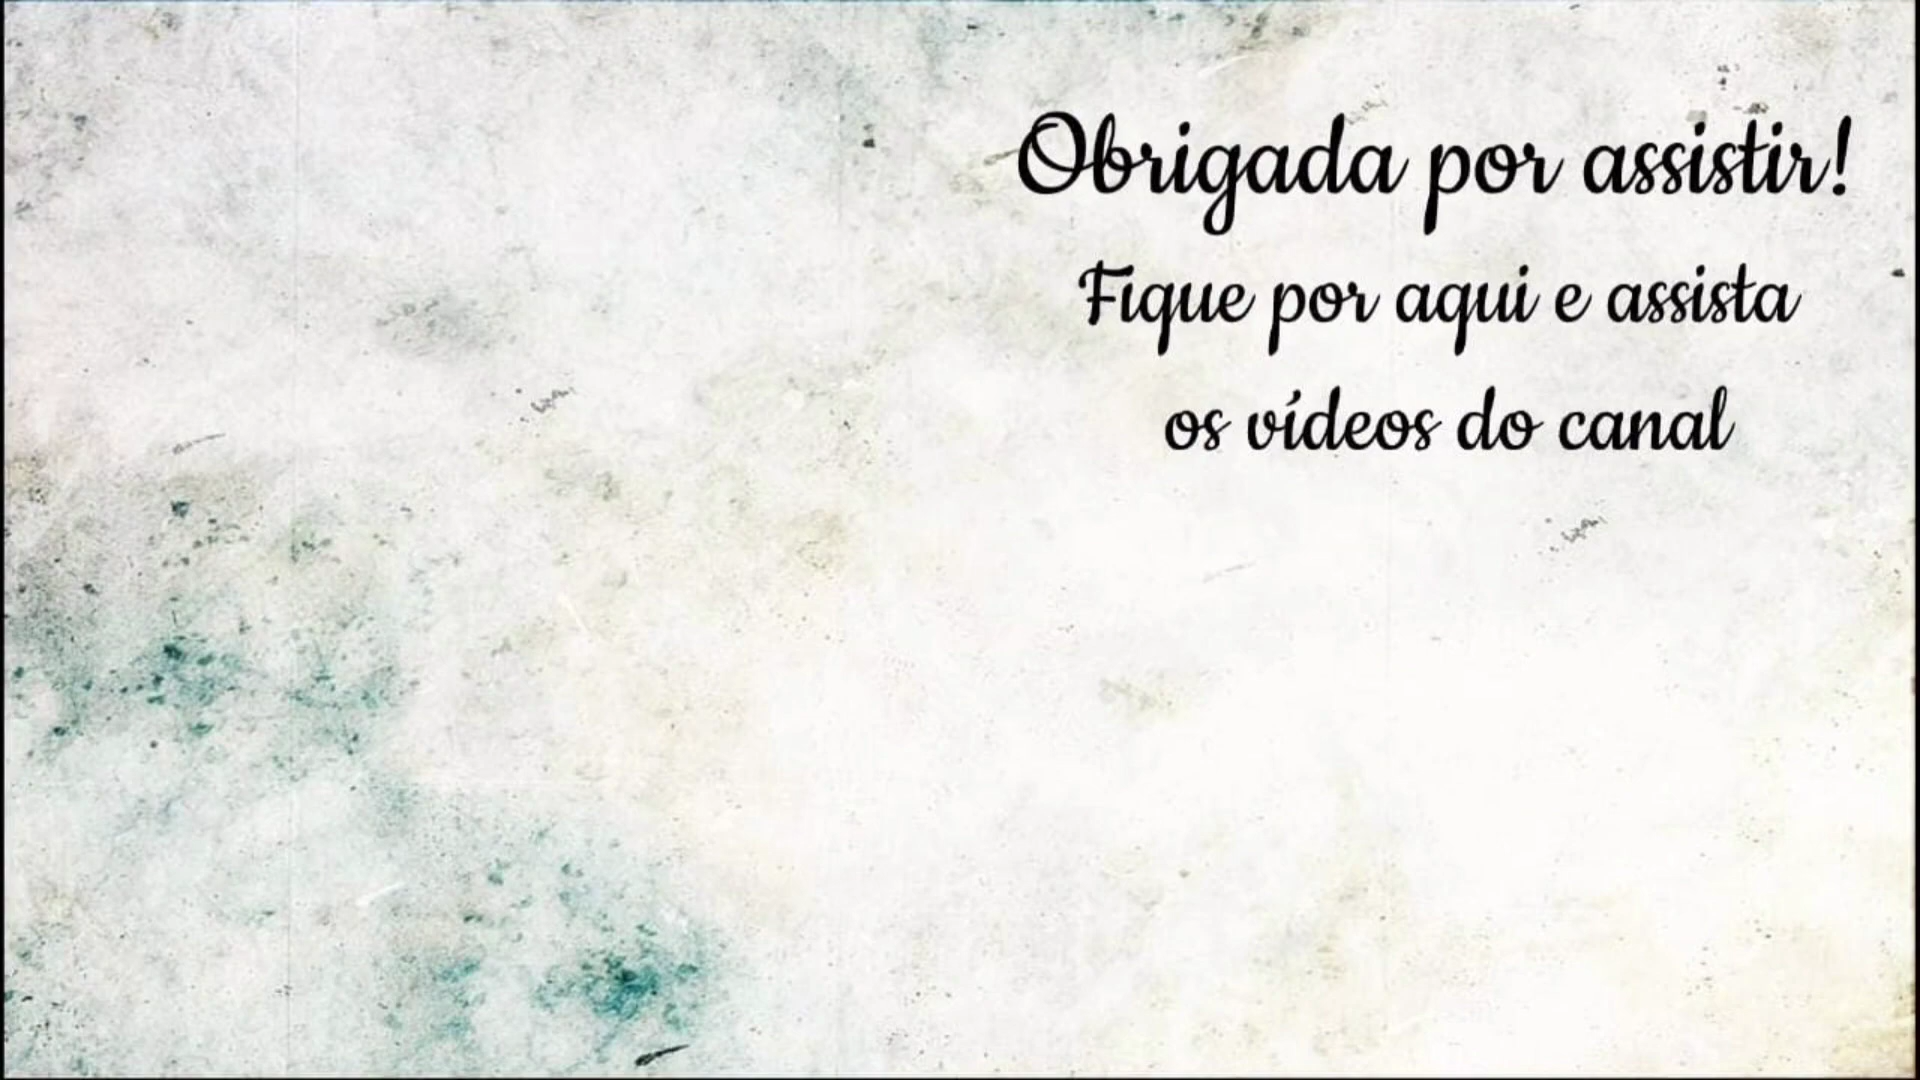 Obrigada por assistir!
Fique por aqui e assista
os vídeos do canal